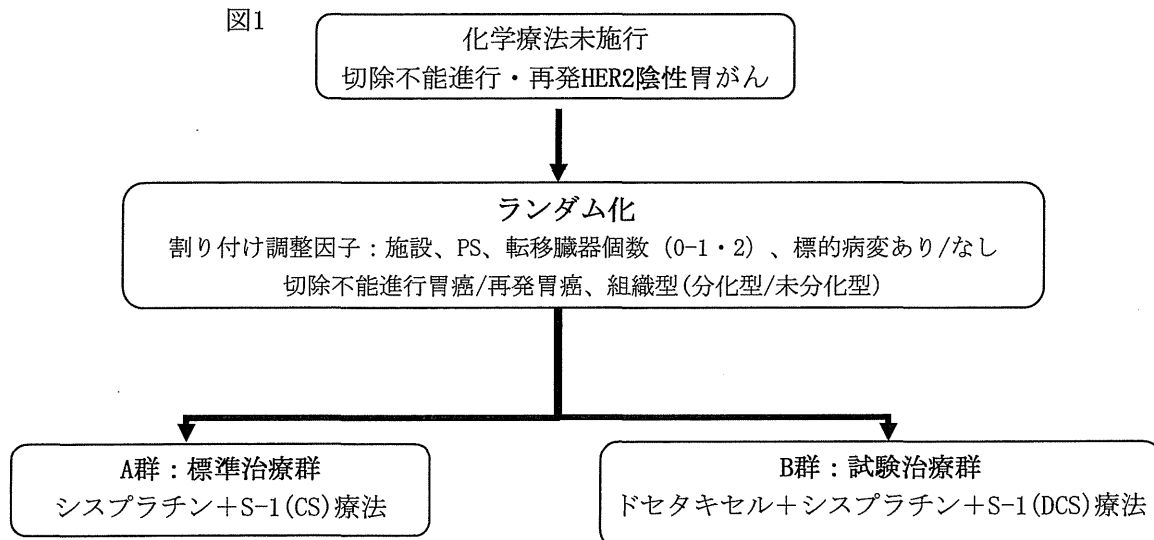 図1
化学療法未施行
切除不能進行・再発HER2陰性胃がん
ランダム化
割り付け調整因子：施設、PS、転移臓器個数（0-1・2）、標的病変あり/なし
切除不能進行胃癌/再発胃癌、組織型(分化型/未分化型)
A群：標準治療群
シスプラチン＋S-1(CS)療法
B群：試験治療群
ドセタキセル＋シスプラチン＋S-1(DCS)療法